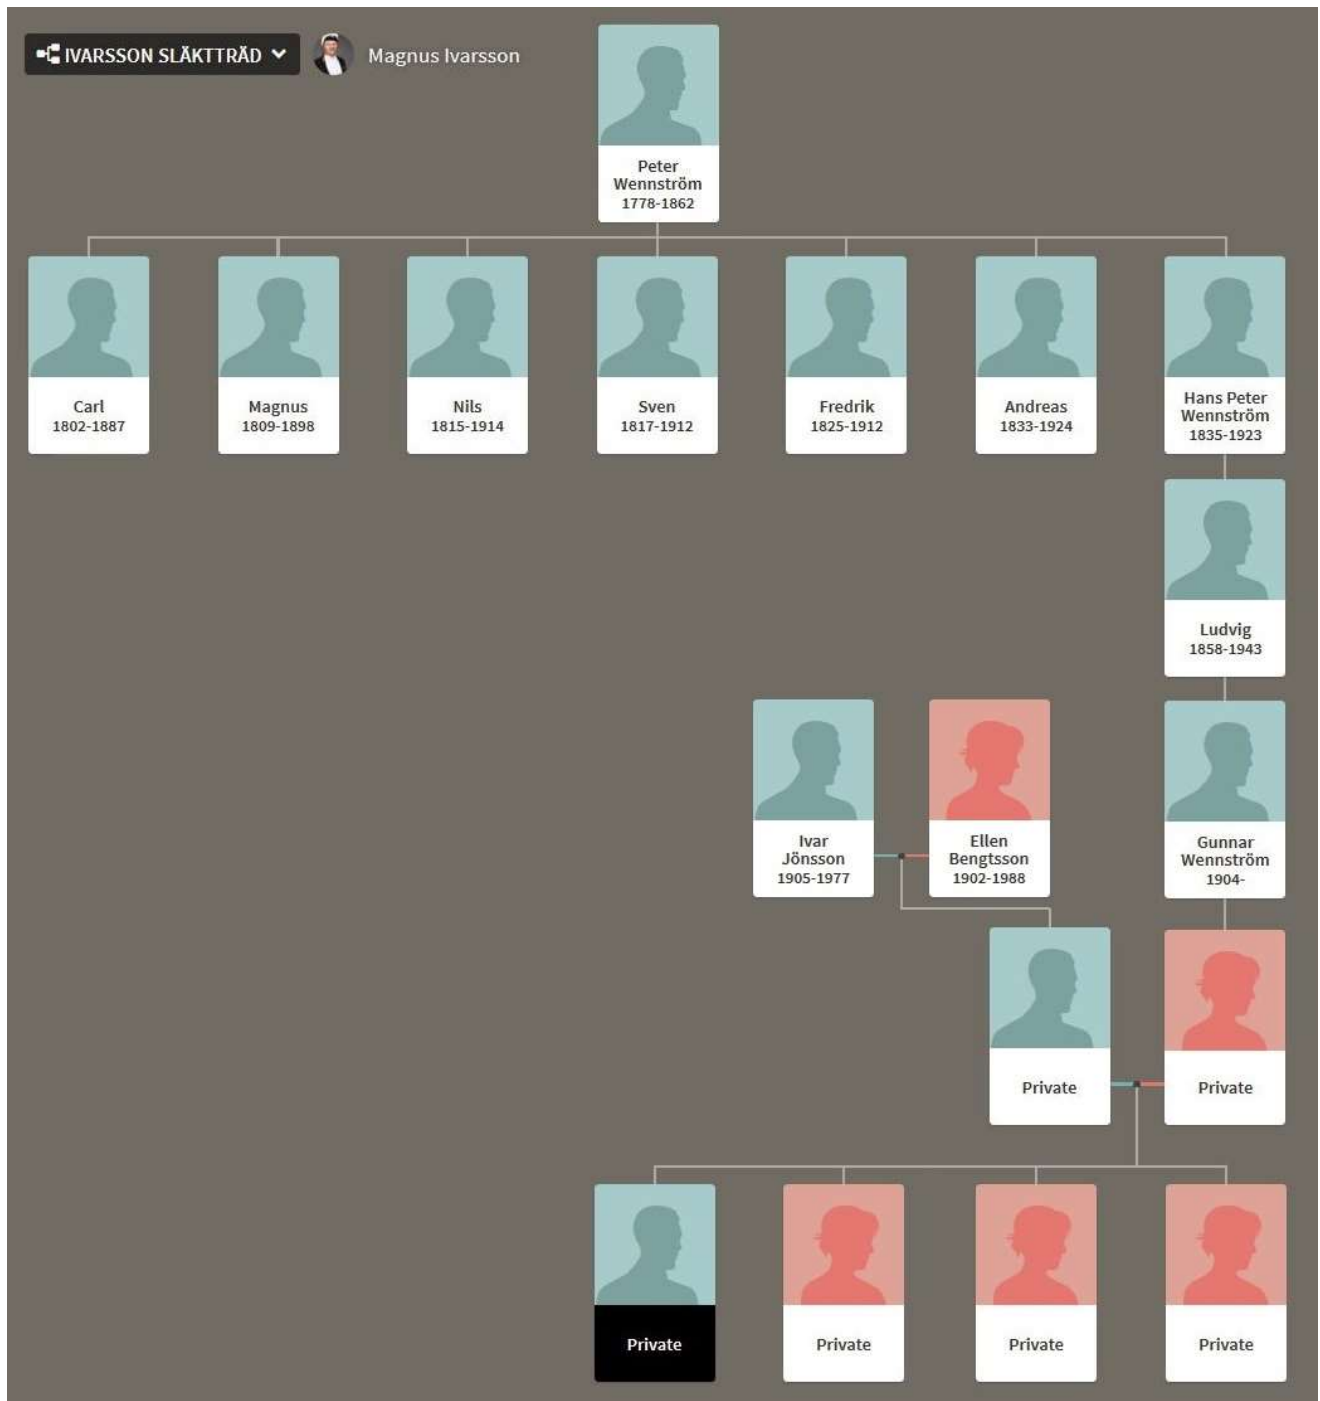 IVARSSON SLÄKTTRÄD
Magnus Ivarsson
Peter
Wennström
1778-1862
Carl
1802-1887
Magnus
1809-1898
Nils
1815-1914
Sven
1817-1912
Fredrik
1825-1912
Andreas
1833-1924
Hans Peter
Wennström
1835-1923
Ludvig
1858-1943
Ivar
Jönsson
1905-1977
Ellen
Bengtsson
1902-1988
Gunnar
Wennström
1904-
Private
Private
Private
Private
Private
Private